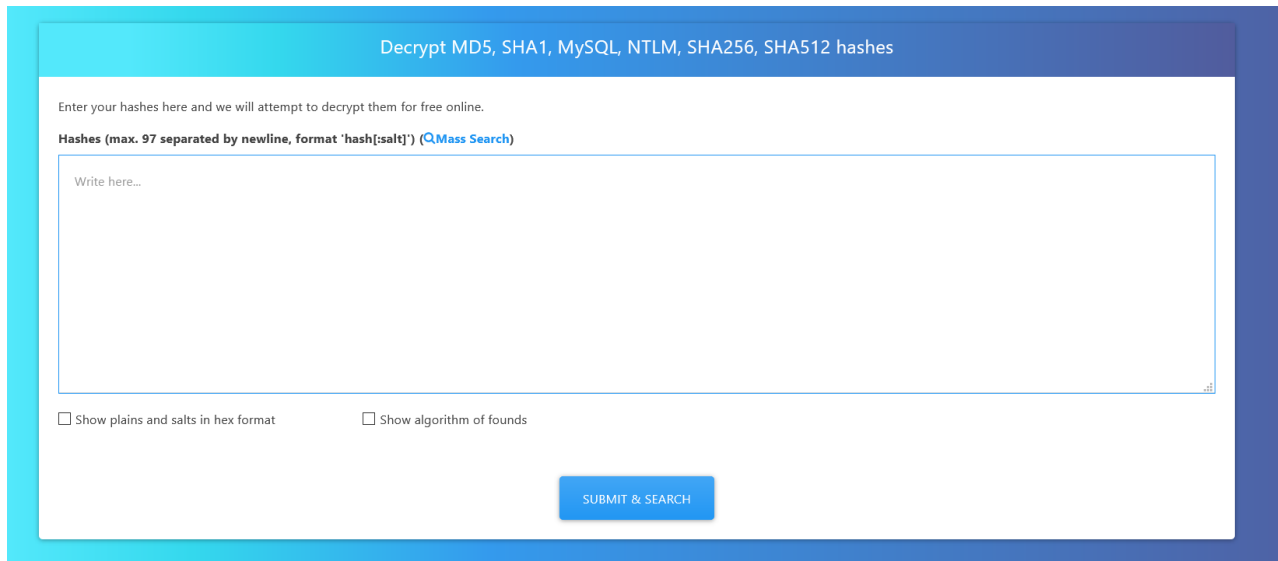 Decrypt MD5, SHA1, MySQL, NTLM, SHA256, SHA512 hashes
Enter your hashes here and we will attempt to decrypt them for free online.
Hashes (max. 97 separated by newline, format 'hash[:salt]') (Mass Search)
Write here...
Show plains and salts in hex format
Show algorithm of founds
SUBMIT & SEARCH